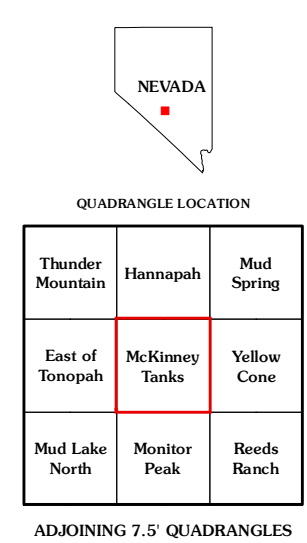 NEVADA
QUADRANGLE LOCATION
Thunder
Mountain
Hannapah
Mud
Spring
East of
Tonopah
McKinney
Tanks
Yellow
Cone
Mud Lake
North
Monitor
Peak
Reeds
Ranch
ADJOINING 7.5' QUADRANGLES